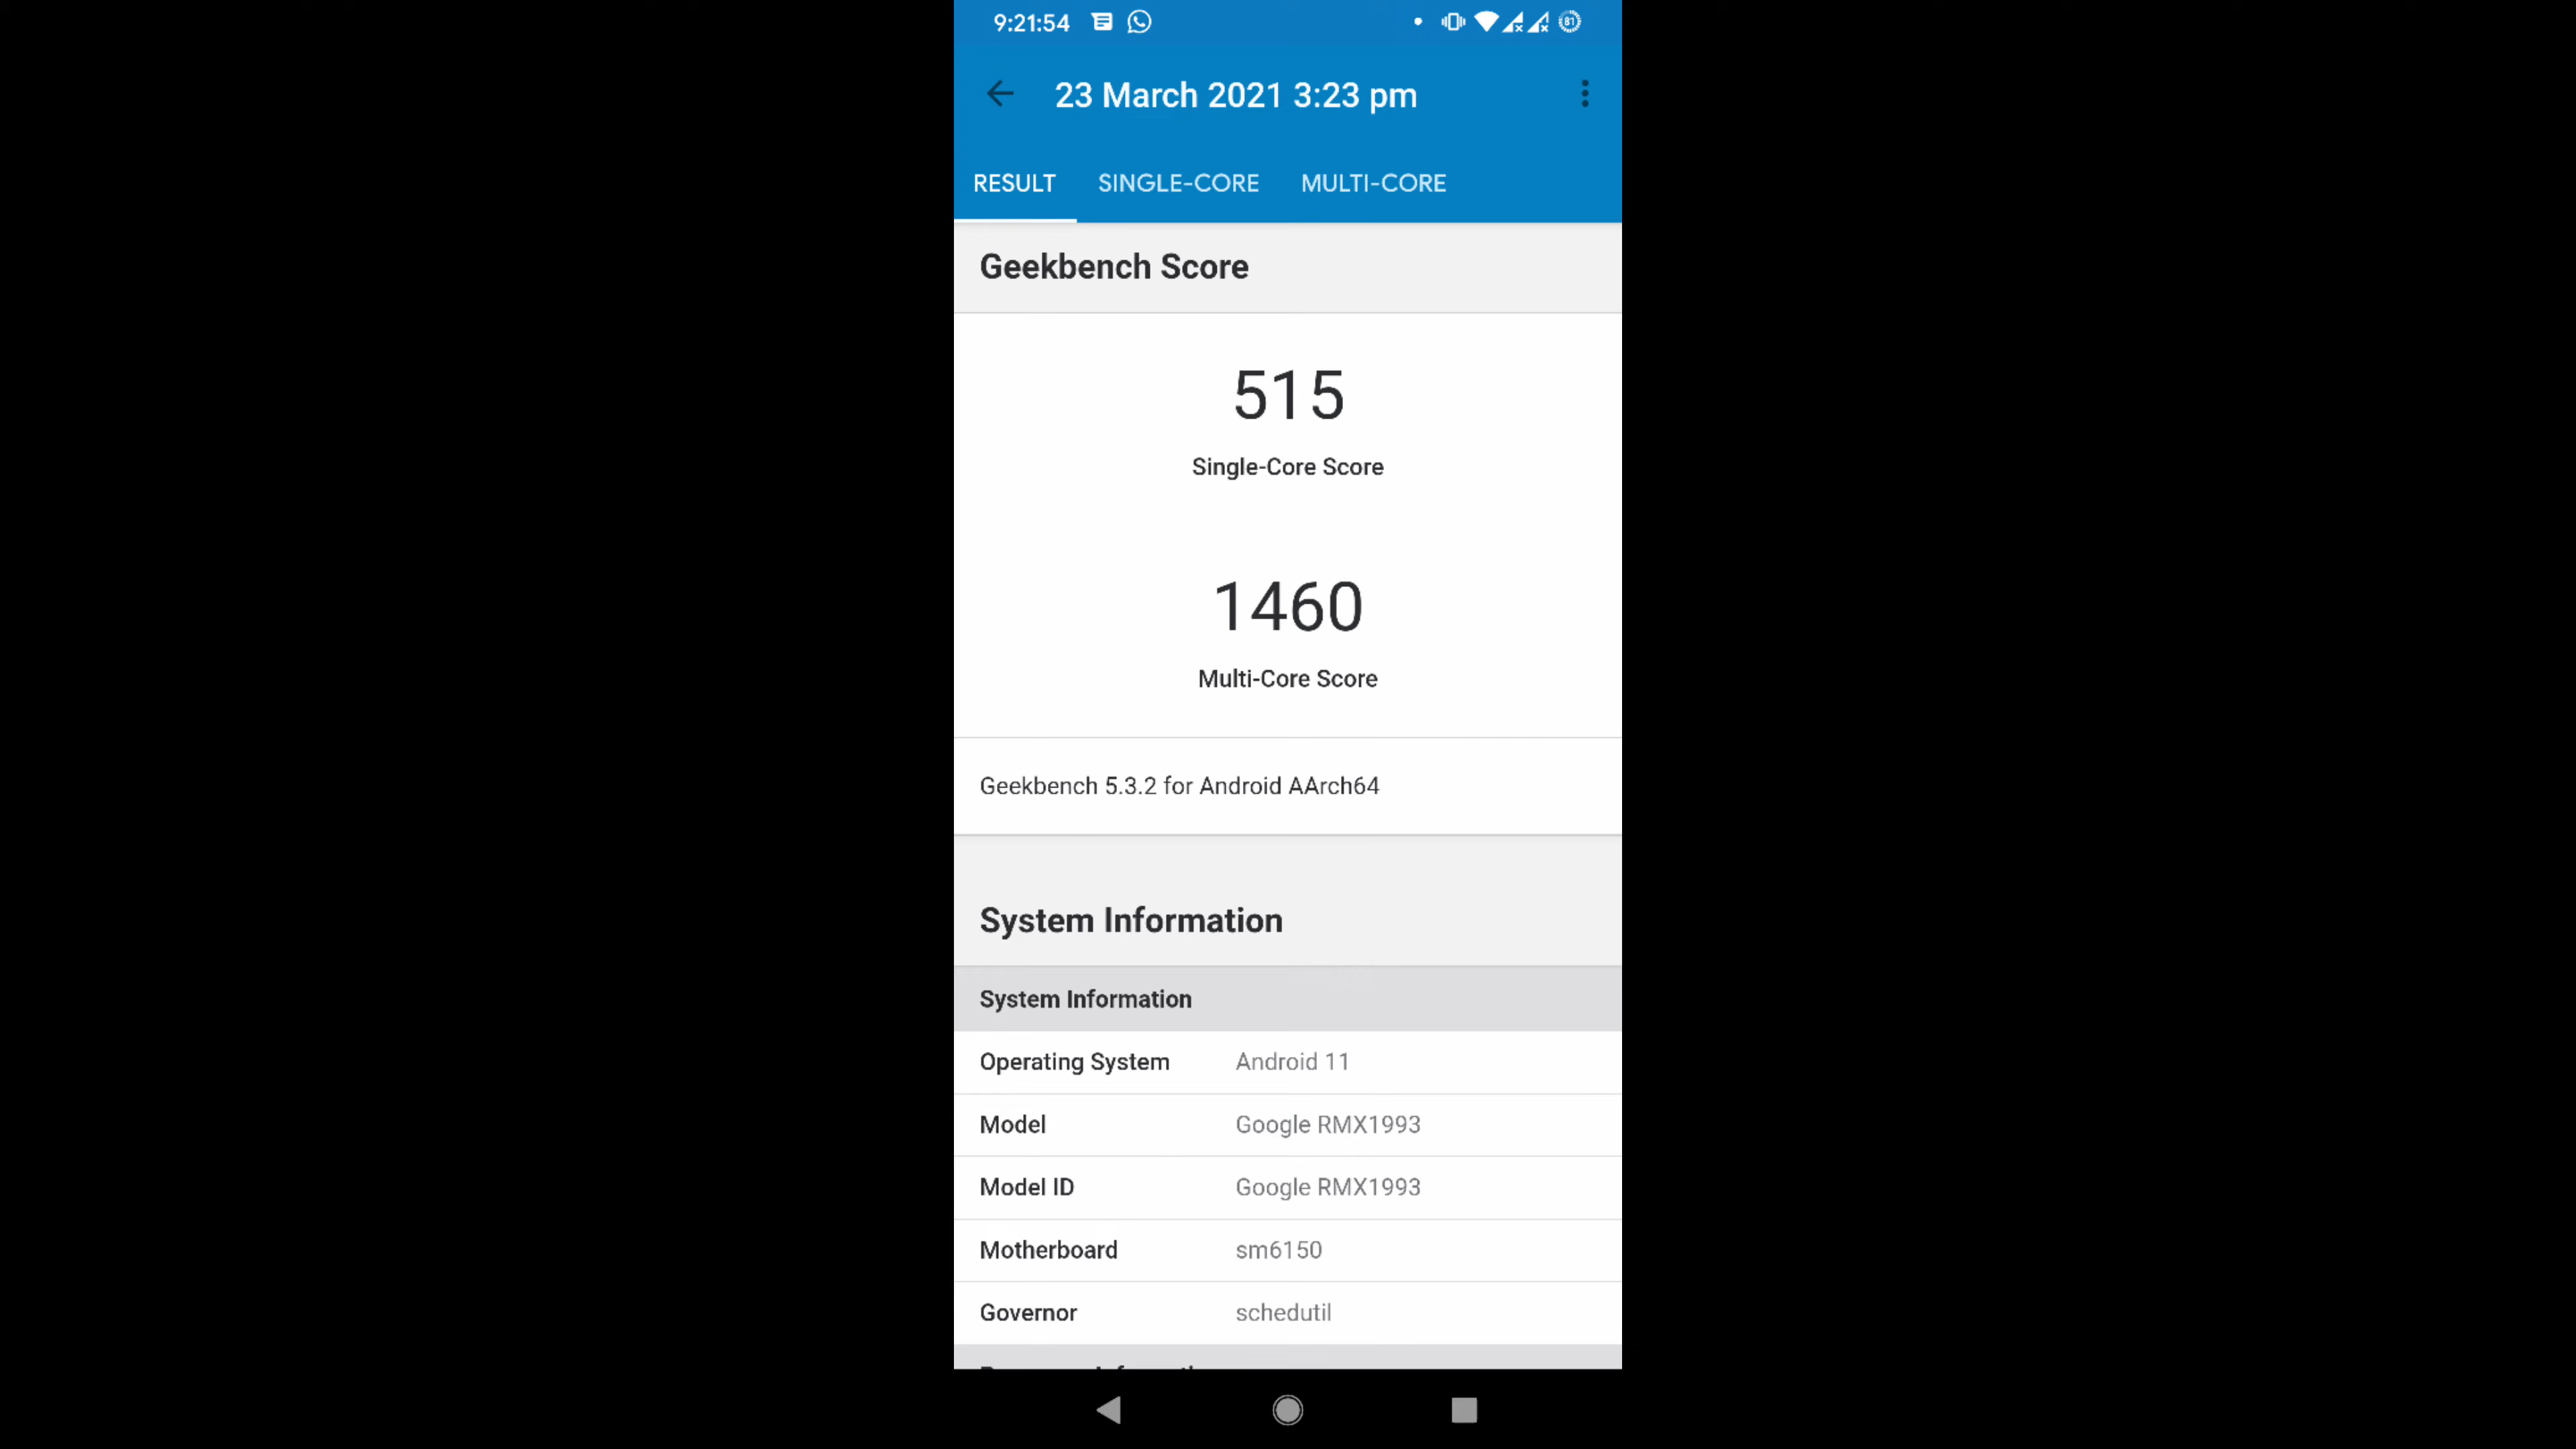 9:21:54
81
23 March 2021 3:23 pm
RESULT SINGLE-CORE MULTI-CORE
Geekbench Score
515
Single-Core Score
1460
Multi-Core Score
Geekbench 5.3.2 for Android AArch64
System Information
System Information
Operating System Android 11
Model Google RMX1993
Model ID Google RMX1993
Motherboard sm6150
Governor schedutil